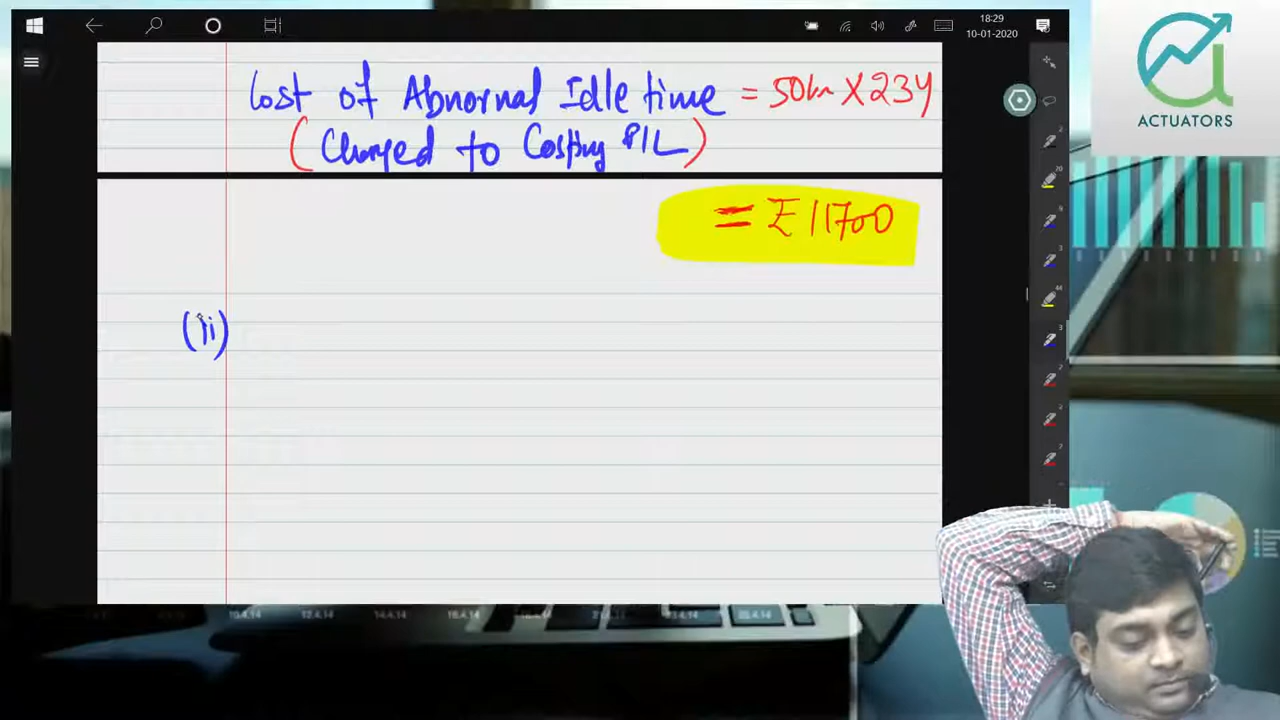 18:29
10-01-2020
ACTUATORS
Cost of Abnormal Idle time = 50hr X 234
(Charged to Costing P/L)
= ₹11700
(ii)